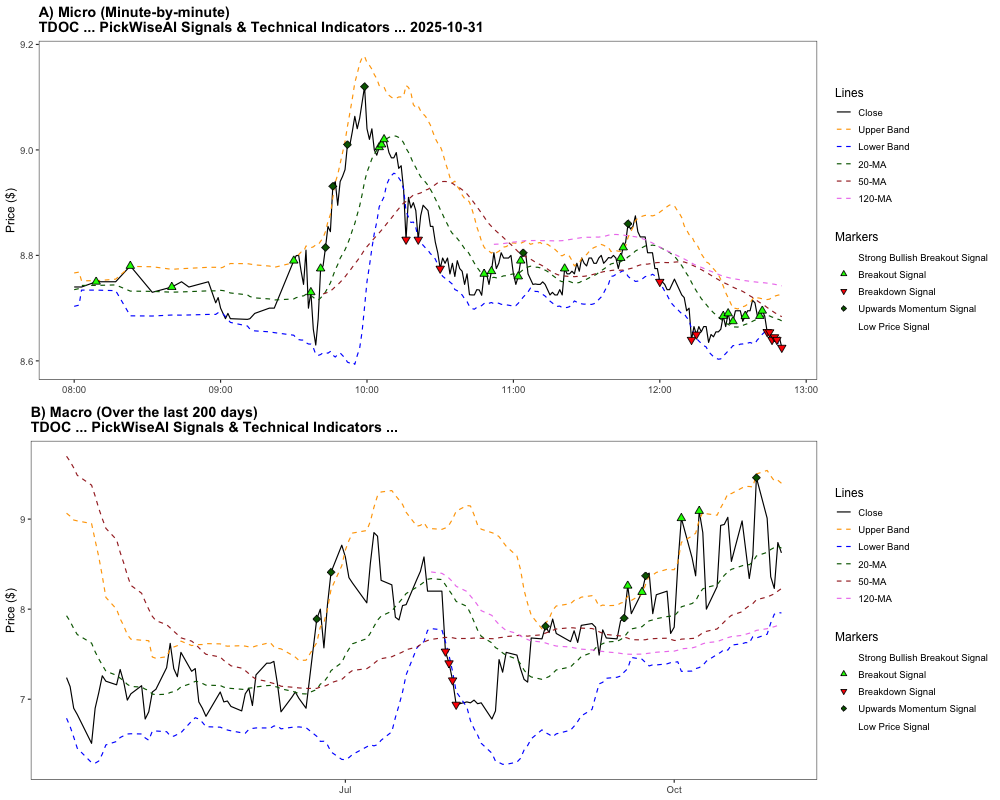 A) Micro (Minute-by-minute)
TDOC ... PickWiseAI Signals & Technical Indicators ... 2025-10-31
Price ($)
9.2
9.0
8.8
8.6
08:00
09:00
10:00
11:00
12:00
13:00
Lines
Close
Upper Band
Lower Band
20-MA
50-MA
120-MA
Markers
Strong Bullish Breakout Signal
Breakout Signal
Breakdown Signal
Upwards Momentum Signal
Low Price Signal
B) Macro (Over the last 200 days)
TDOC ... PickWiseAI Signals & Technical Indicators ...
Price ($)
9
8
7
Jul
Oct
Lines
Close
Upper Band
Lower Band
20-MA
50-MA
120-MA
Markers
Strong Bullish Breakout Signal
Breakout Signal
Breakdown Signal
Upwards Momentum Signal
Low Price Signal